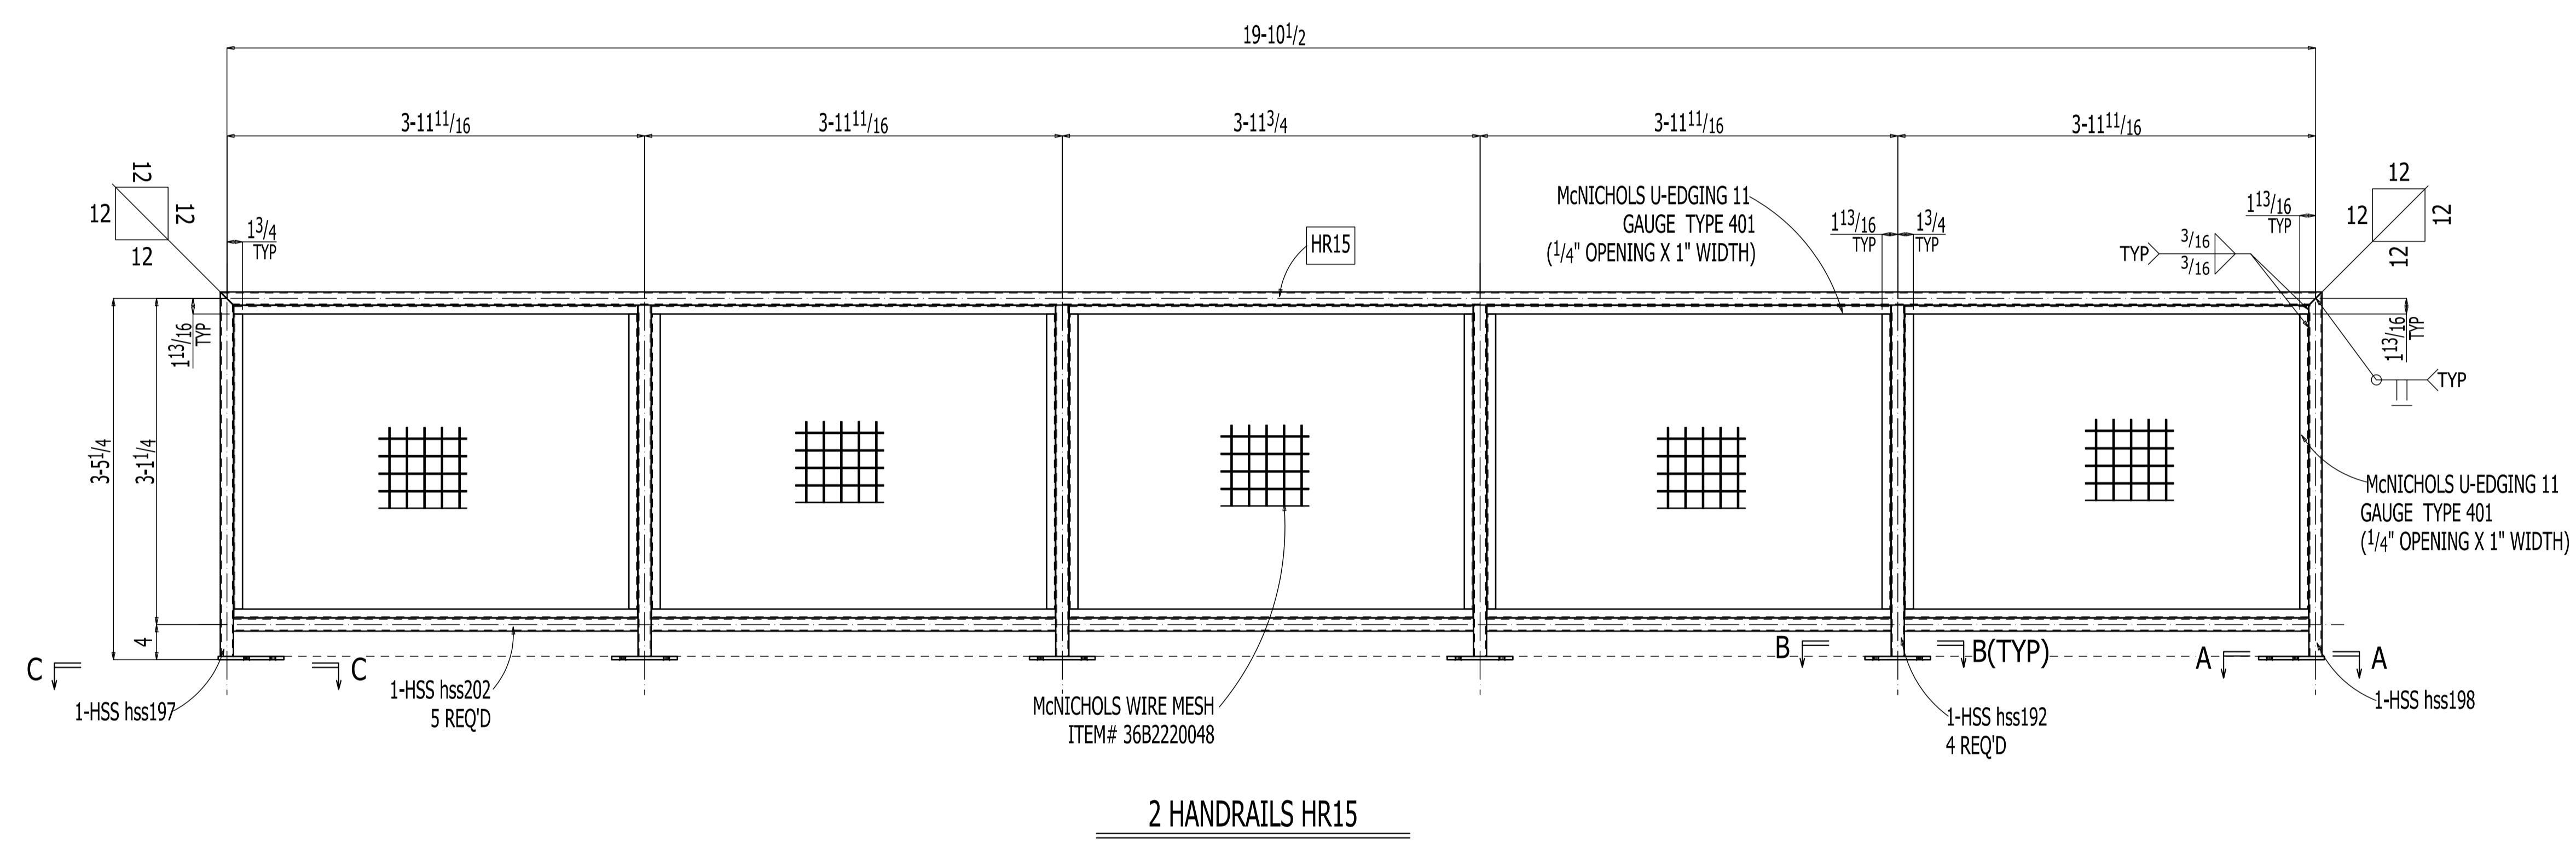 19-10 1/2
3-11 11/16
3-11 11/16
3-11 3/4
3-11 11/16
3-11 11/16
12
12
12
12
1 3/4
TYP
HR15
McNICHOLS U-EDGING 11
GAUGE TYPE 401
(1/4" OPENING X 1" WIDTH)
1 13/16
TYP
1 3/4
TYP
TYP
3/16
3/16
1 13/16
TYP
12
12
12
12
1 13/16
TYP
1 13/16
TYP
TYP
3-5 1/4
3-1 1/4
4
McNICHOLS U-EDGING 11
GAUGE TYPE 401
(1/4" OPENING X 1" WIDTH)
C
C
B
B(TYP)
A
A
1-HSS hss197
1-HSS hss202
5 REQ'D
McNICHOLS WIRE MESH
ITEM# 36B2220048
1-HSS hss192
4 REQ'D
1-HSS hss198
2 HANDRAILS HR15